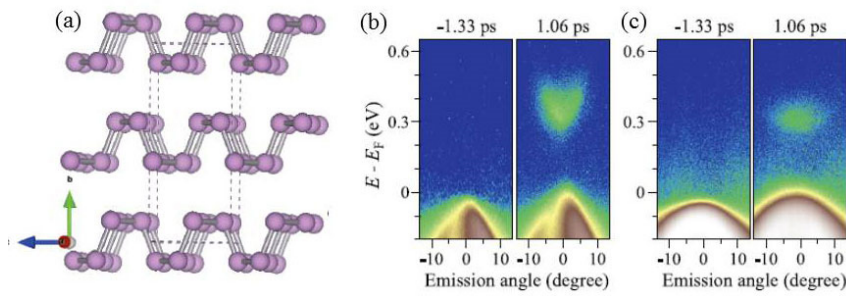 (a)
b
b
-1.33 ps
1.06 ps
(c)
-1.33 ps
1.06 ps
E - E_F (eV)
0.6
0.3
0
0.6
0.3
0
-10 0 10
-10 0 10
-10 0 10
-10 0 10
Emission angle (degree)
Emission angle (degree)